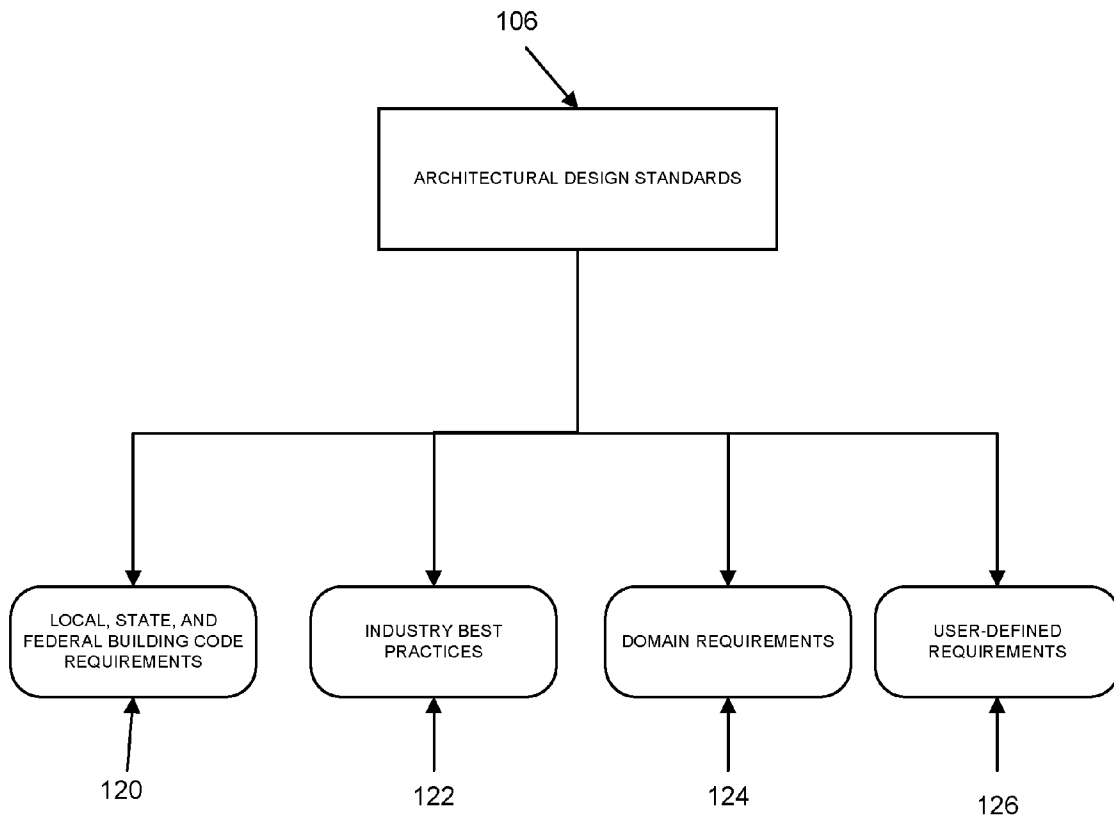 106
ARCHITECTURAL DESIGN STANDARDS
LOCAL, STATE, AND
FEDERAL BUILDING CODE
REQUIREMENTS
INDUSTRY BEST
PRACTICES
DOMAIN REQUIREMENTS
USER-DEFINED
REQUIREMENTS
120
122
124
126